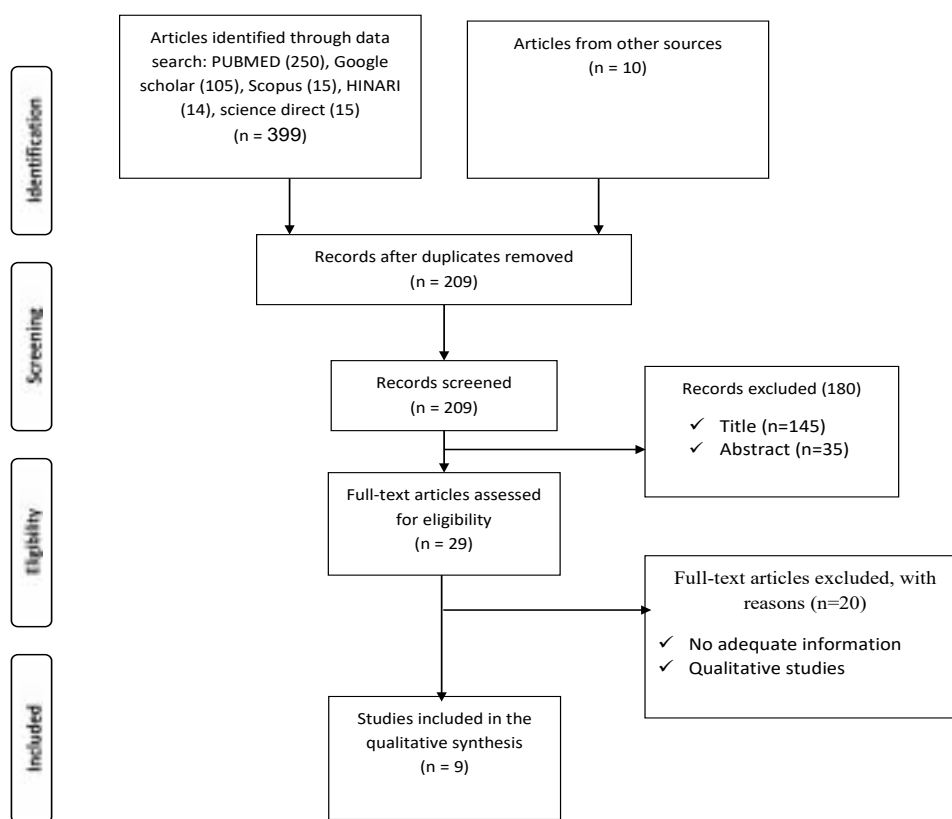 Articles identified through data
search: PUBMED (250), Google
scholar (105), Scopus (15), HINARI
(14), science direct (15)
(n = 399)
Articles from other sources
(n = 10)
Identification
Records after duplicates removed
(n = 209)
Screening
Records screened
(n = 209)
Records excluded (180)
✓ Title (n=145)
✓ Abstract (n=35)
Eligibility
Full-text articles assessed
for eligibility
(n = 29)
Full-text articles excluded, with
reasons (n=20)
✓ No adequate information
✓ Qualitative studies
Included
Studies included in the
qualitative synthesis
(n = 9)